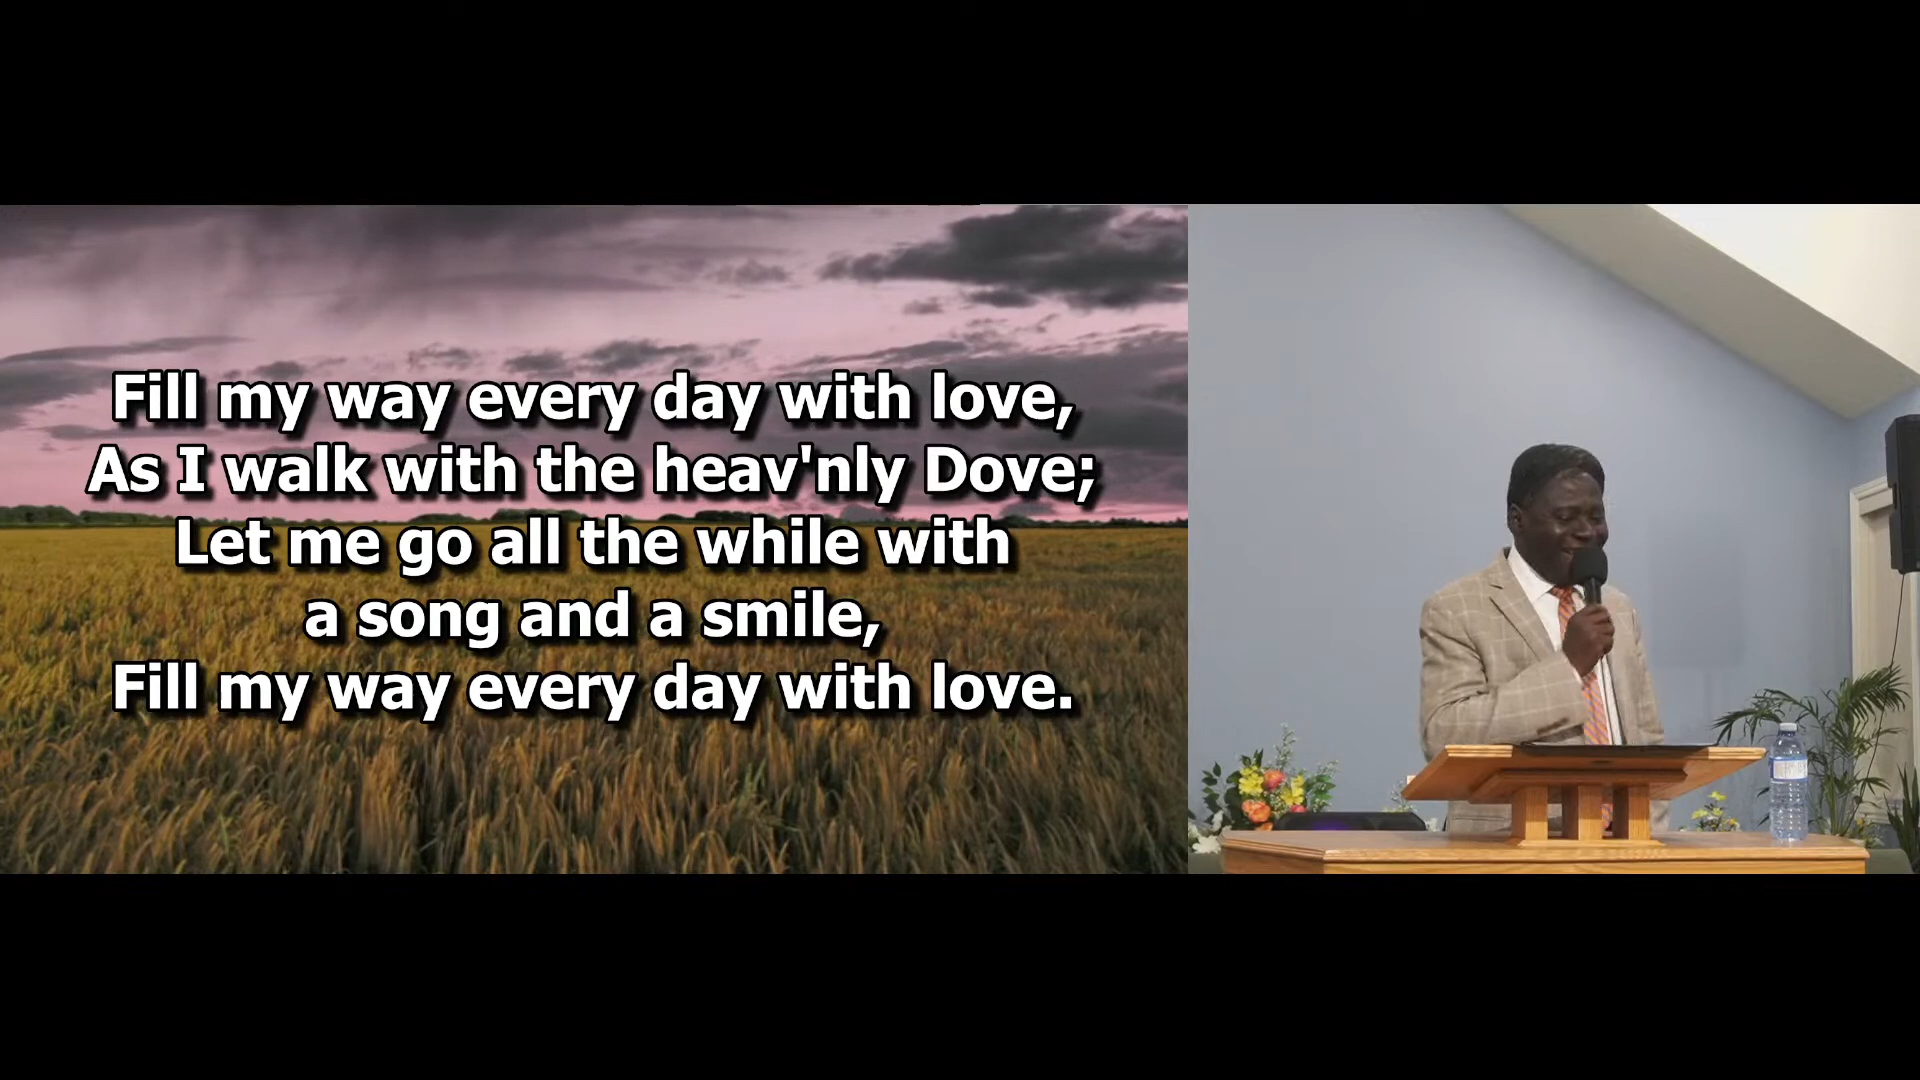 Fill my way every day with love,
As I walk with the heav'nly Dove;
Let me go all the while with
a song and a smile,
Fill my way every day with love.